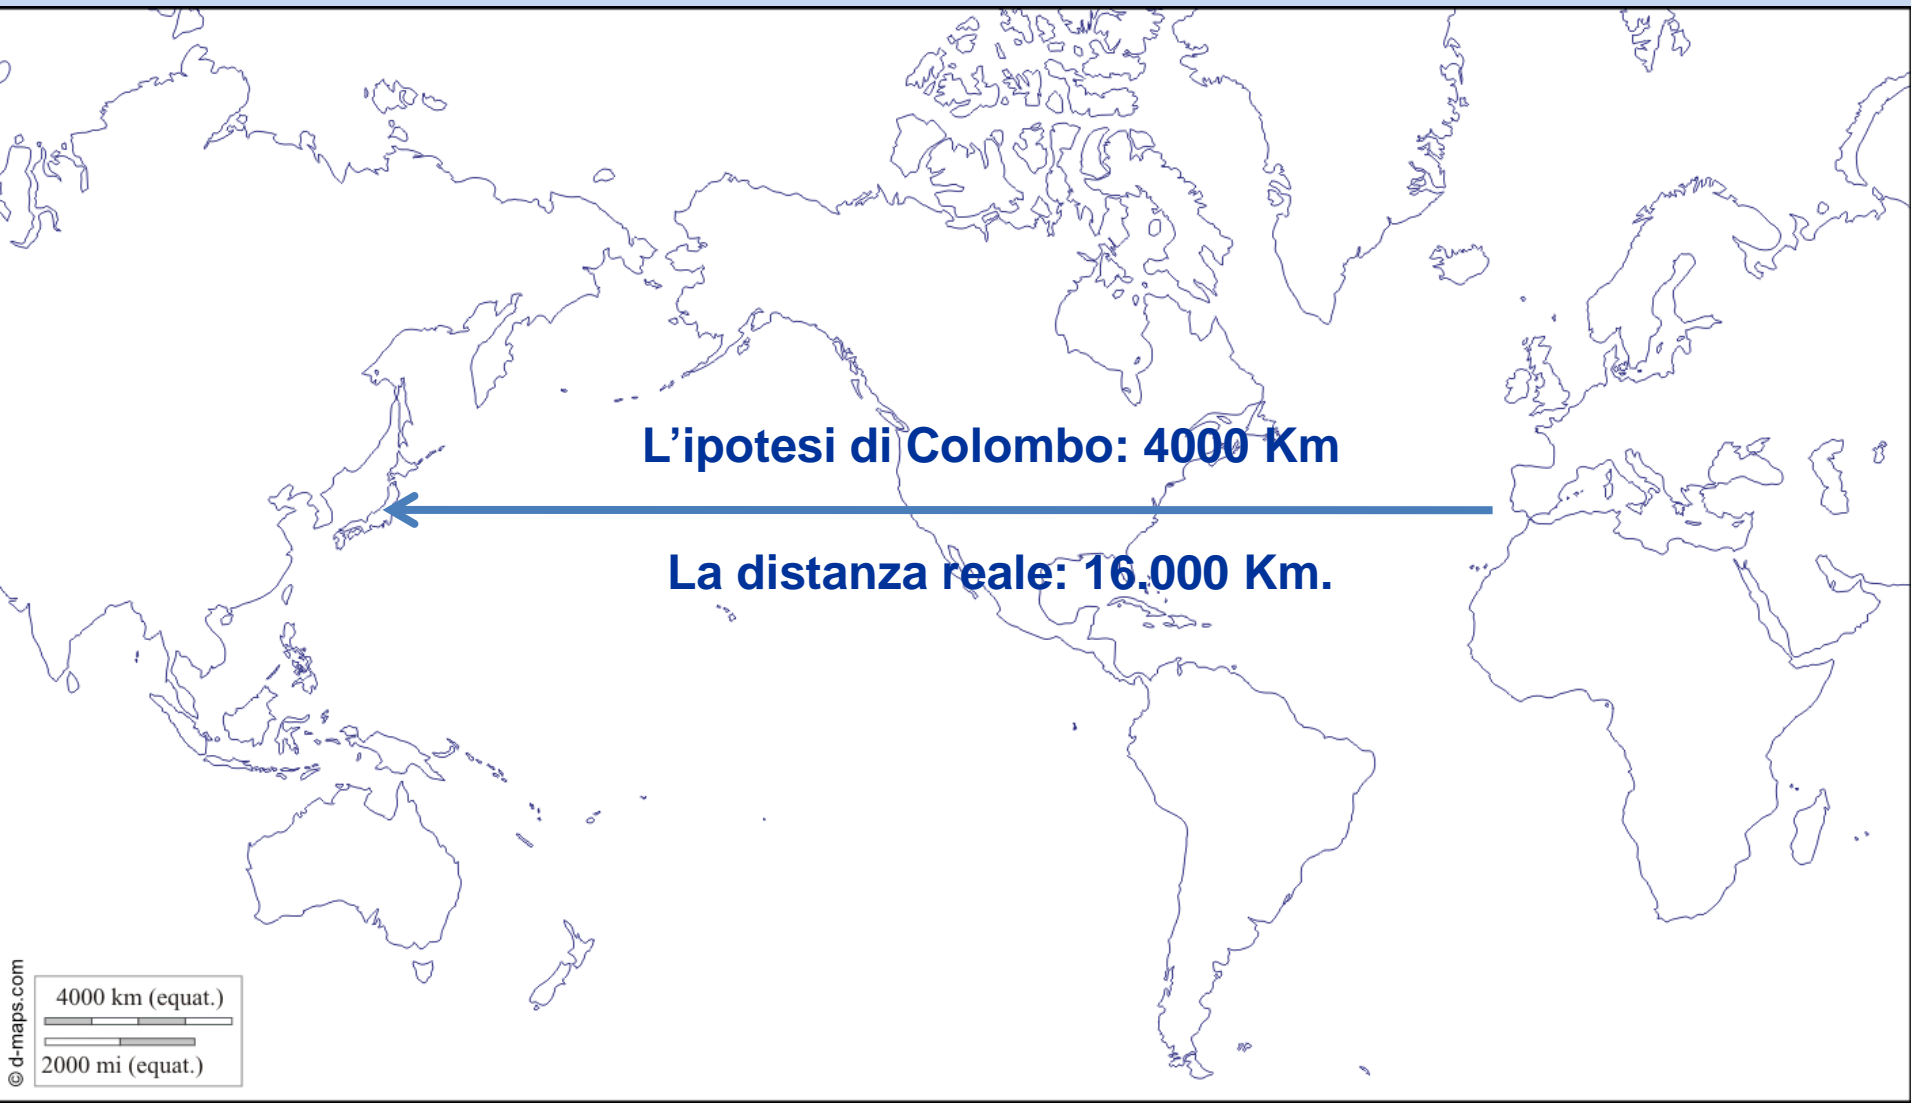 L’ipotesi di Colombo: 4000 Km
La distanza reale: 16.000 Km.
© d-maps.com
4000 km (equat.)
2000 mi (equat.)